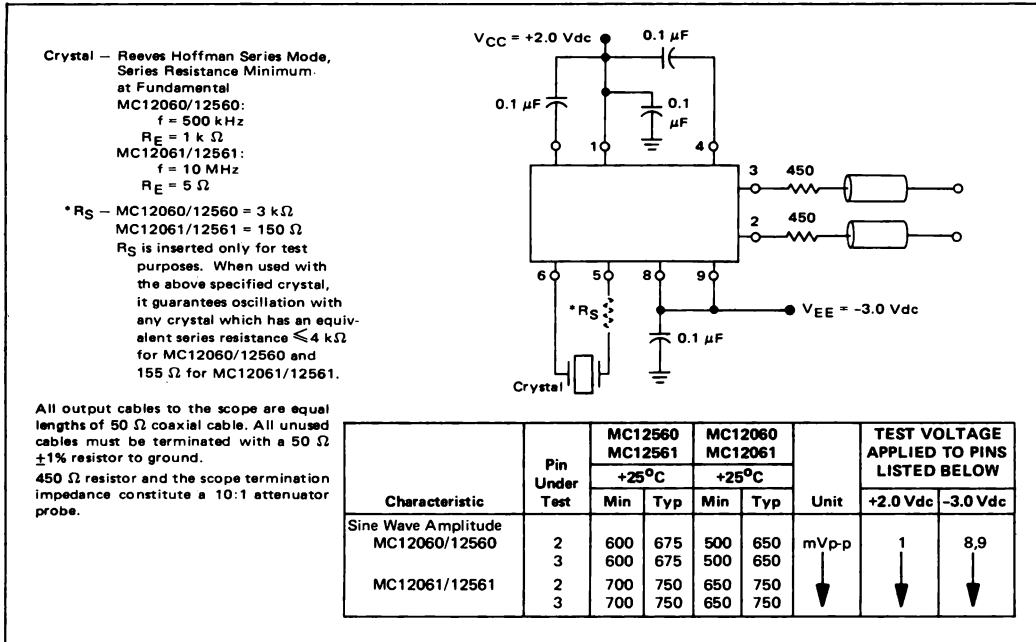 Crystal — Reeves Hoffman Series Mode,
Series Resistance Minimum
at Fundamental
MC12060/12560:
f = 500 kHz
RE = 1 k Ω
MC12061/12561:
f = 10 MHz
RE = 5 Ω
*RS — MC12060/12560 = 3 kΩ
MC12061/12561 = 150 Ω
RS is inserted only for test
purposes. When used with
the above specified crystal,
it guarantees oscillation with
any crystal which has an equiv-
alent series resistance ≤4 kΩ
for MC12060/12560 and
155 Ω for MC12061/12561.
All output cables to the scope are equal
lengths of 50 Ω coaxial cable. All unused
cables must be terminated with a 50 Ω
±1% resistor to ground.
450 Ω resistor and the scope termination
impedance constitute a 10:1 attenuator
probe.
VCC = +2.0 Vdc
0.1 μF
0.1 μF
0.1
μF
1
4
3
450
2
450
6
5
8
9
*RS
VEE = −3.0 Vdc
0.1 μF
Crystal
Characteristic Pin Under Test MC12560 MC12561 MC12060 MC12061 Unit TEST VOLTAGE APPLIED TO PINS LISTED BELOW
+25°C +25°C
Min Typ Min Typ +2.0 Vdc −3.0 Vdc
Sine Wave Amplitude
MC12060/12560 2 600 675 500 650 mVp-p 1 8,9
3 600 675 500 650
MC12061/12561 2 700 750 650 750
3 700 750 650 750